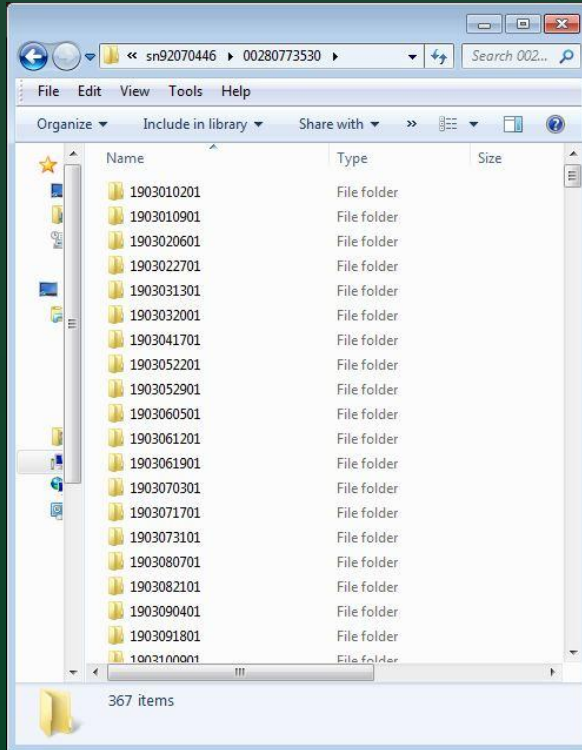 « sn92070446 ▸ 00280773530 ▸ Search 002...
File Edit View Tools Help
Organize Include in library Share with »
Name Type Size
1903010201 File folder
1903010901 File folder
1903020601 File folder
1903022701 File folder
1903031301 File folder
1903032001 File folder
1903041701 File folder
1903052201 File folder
1903052901 File folder
1903060501 File folder
1903061201 File folder
1903061901 File folder
1903070301 File folder
1903071701 File folder
1903073101 File folder
1903080701 File folder
1903082101 File folder
1903090401 File folder
1903091801 File folder
1903100901 File folder
367 items